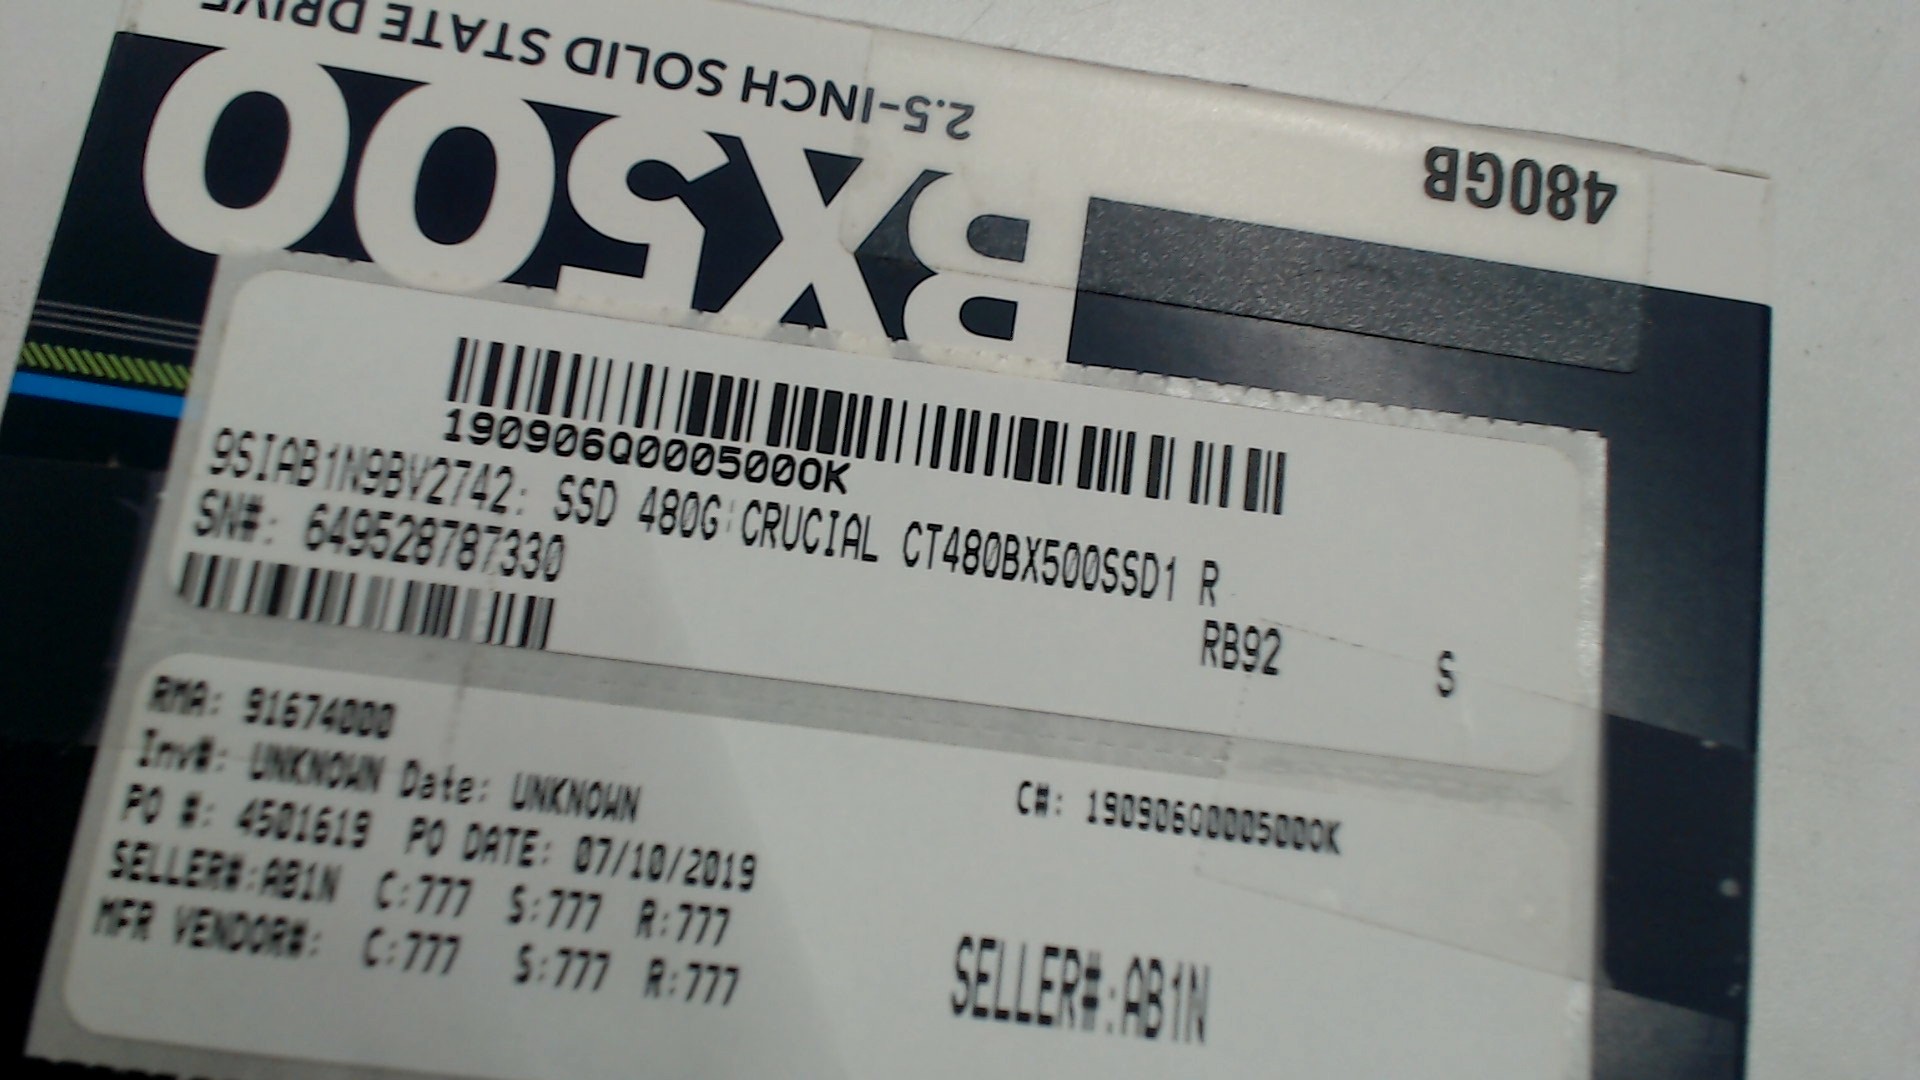 2.5-INCH SOLID STATE DRIVE
BX500
480GB
190906Q0005000K
9SIAB1N9BV2742: SSD 480G CRUCIAL CT480BX500SSD1 R
SN#: 649528787330
RB92 S
RMA: 91674000
Inv#: UNKNOWN Date: UNKNOWN
C#: 190906Q0005000K
PO #: 4501619 PO DATE: 07/10/2019
SELLER#:AB1N C:777 S:777 R:777
MFR VENDOR#: C:777 S:777 R:777
SELLER#:AB1N